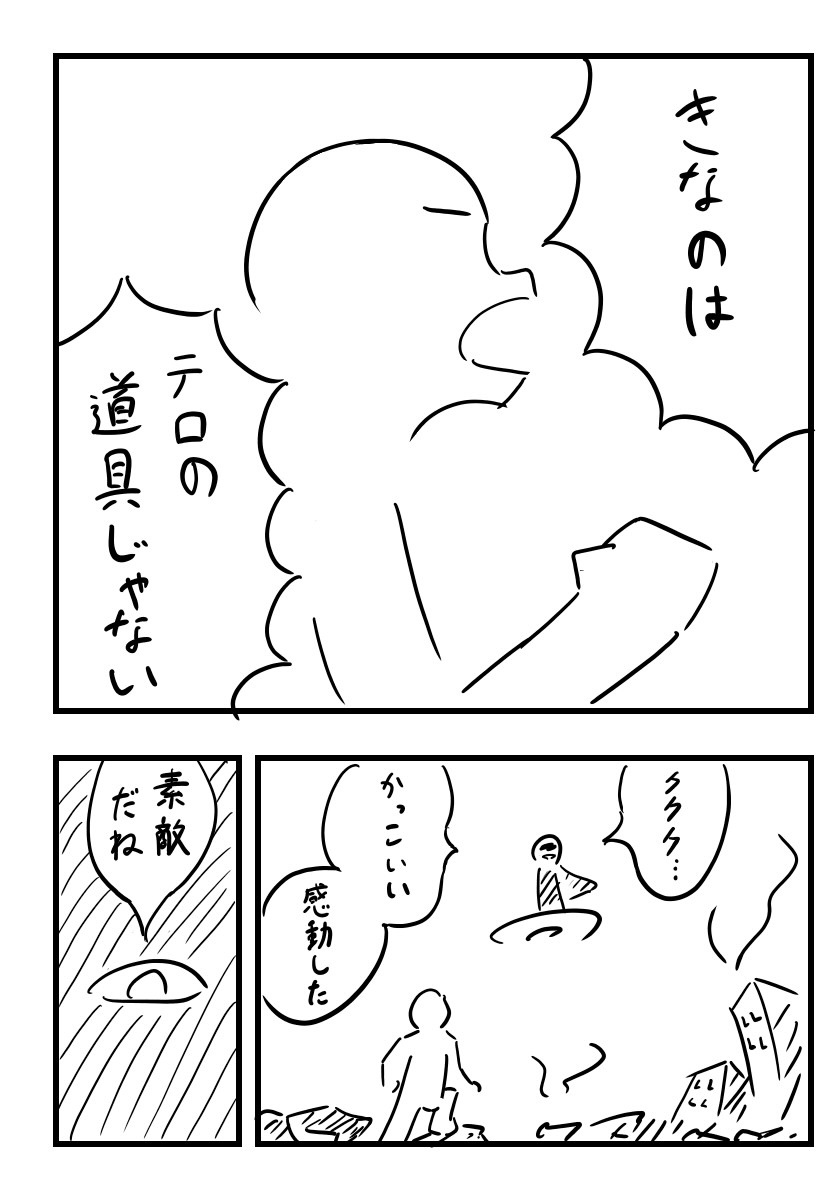 きなのは
テロの
道具じゃない
ククク…
かっこいい
感動した
素敵
だね